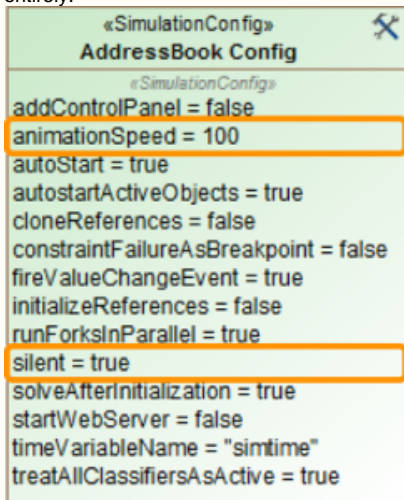 entirely.
«SimulationConfig»
AddressBook Config
«SimulationConfig»
addControlPanel = false
animationSpeed = 100
autoStart = true
autostartActiveObjects = true
cloneReferences = false
constraintFailureAsBreakpoint = false
fireValueChangeEvent = true
initializeReferences = false
runForksInParallel = true
silent = true
solveAfterInitialization = true
startWebServer = false
timeVariableName = "simtime"
treatAllClassifiersAsActive = true